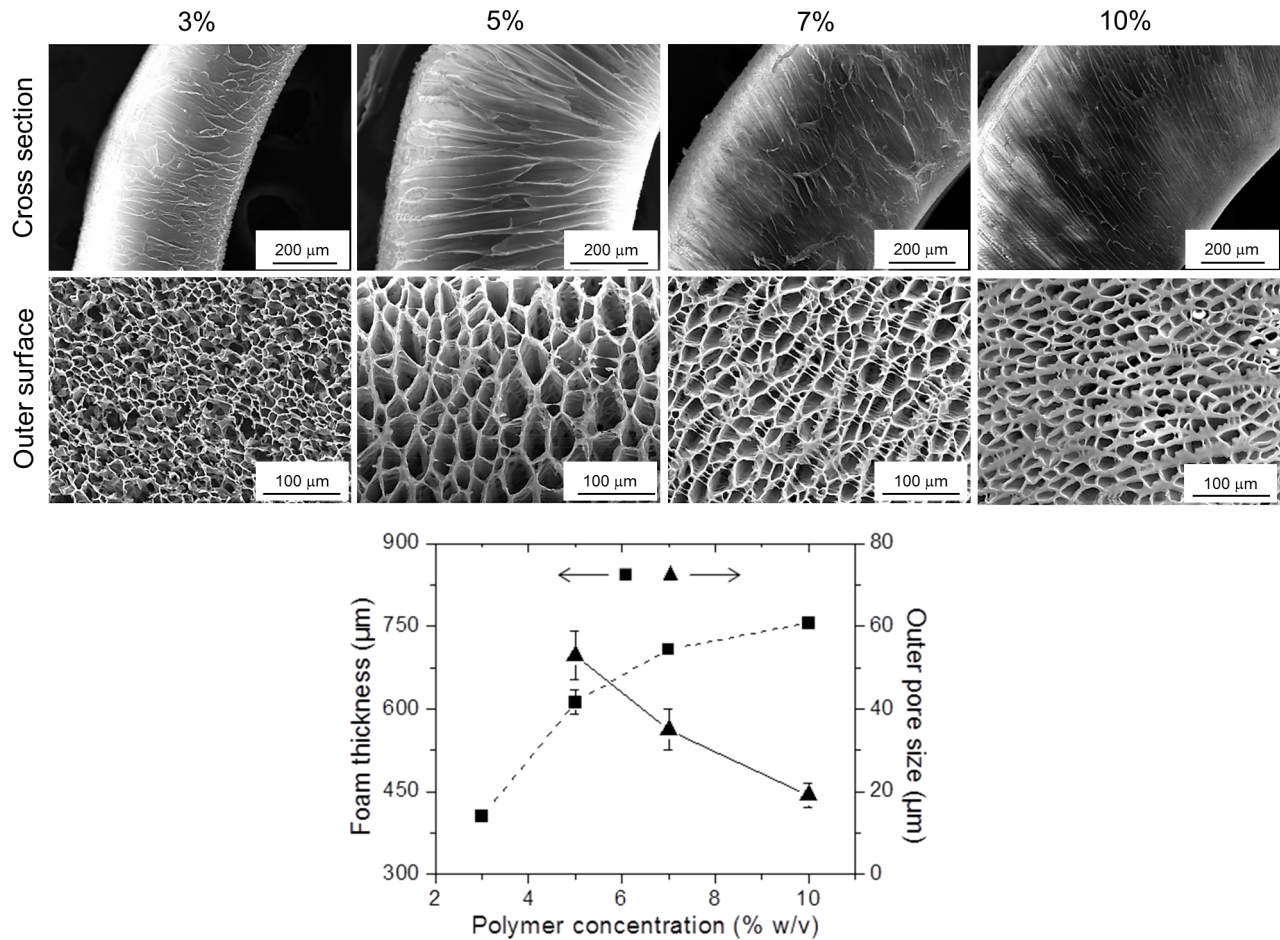 3% 5% 7% 10%
Cross section
200 μm 200 μm 200 μm 200 μm
Outer surface
100 μm 100 μm 100 μm 100 μm
900 80
750 60
600 40
450 20
300 0
Foam thickness (μm)
Outer pore size (μm)
2 4 6 8 10
Polymer concentration (% w/v)